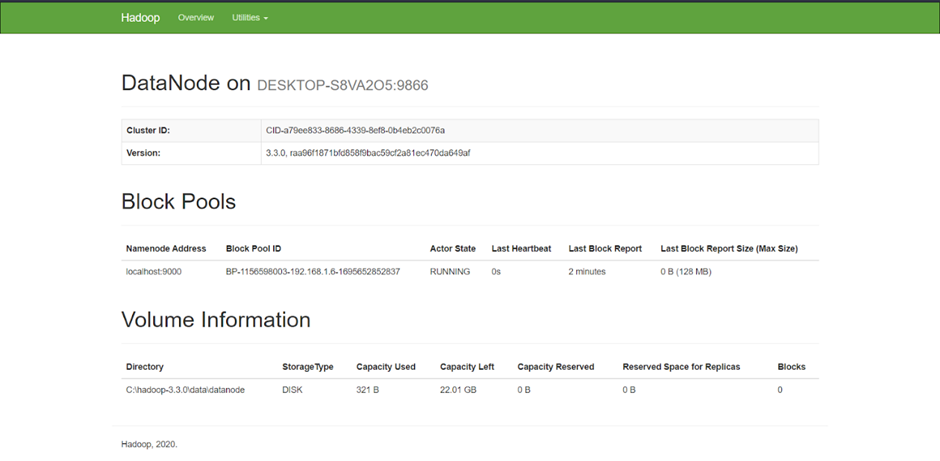 Hadoop Overview Utilities
DataNode on DESKTOP-S8VA2O5:9866
Cluster ID: CID-a79ee833-8686-4339-8ef8-0b4eb2c0076a
Version: 3.3.0, raa96f1871bfd858f9bac59cf2a81ec470da649af
Block Pools
Namenode Address Block Pool ID Actor State Last Heartbeat Last Block Report Last Block Report Size (Max Size)
localhost:9000 BP-1156598003-192.168.1.6-1695652852837 RUNNING 0s 2 minutes 0 B (128 MB)
Volume Information
Directory StorageType Capacity Used Capacity Left Capacity Reserved Reserved Space for Replicas Blocks
C:\hadoop-3.3.0\data\datanode DISK 321 B 22.01 GB 0 B 0 B 0
Hadoop, 2020.